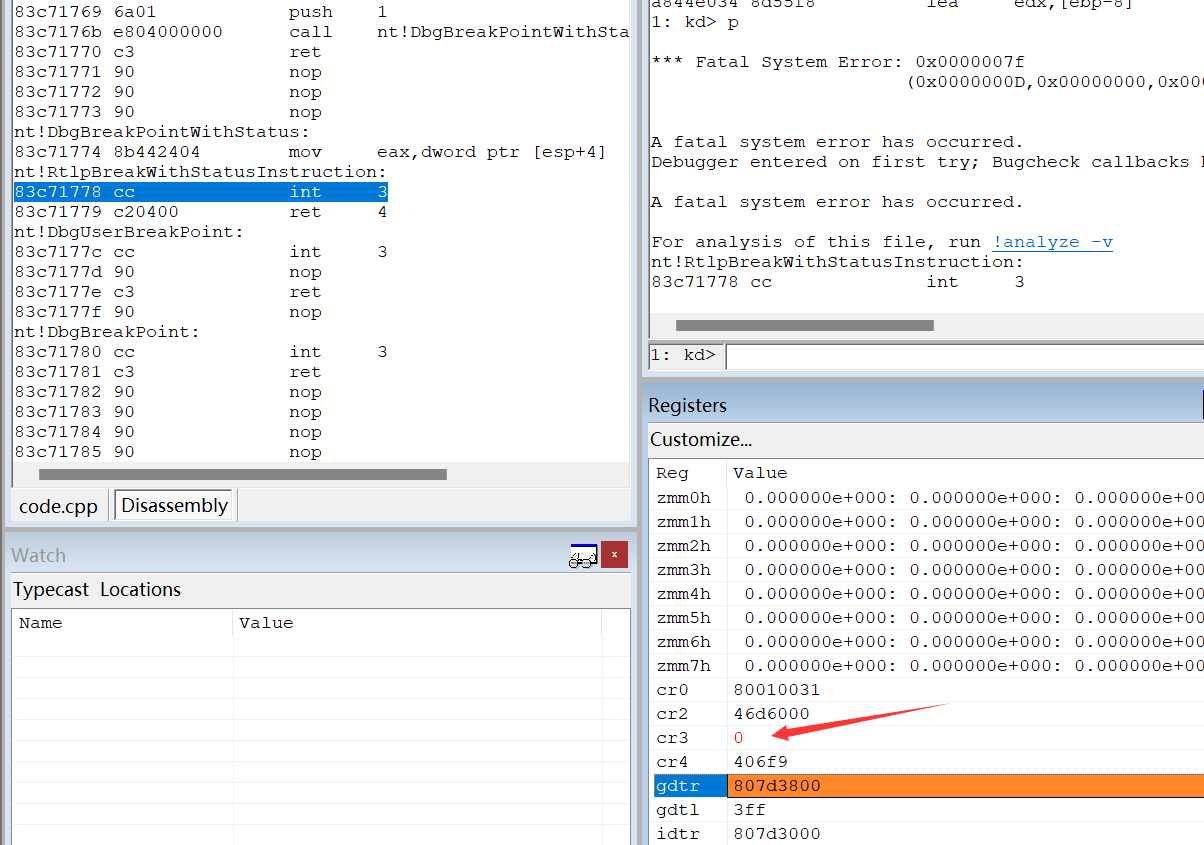 83c71769 6a01 push 1
83c7176b e804000000 call nt!DbgBreakPointWithSta
83c71770 c3 ret
83c71771 90 nop
83c71772 90 nop
83c71773 90 nop
nt!DbgBreakPointWithStatus:
83c71774 8b442404 mov eax,dword ptr [esp+4]
nt!RtlpBreakWithStatusInstruction:
83c71778 cc int 3
83c71779 c20400 ret 4
nt!DbgUserBreakPoint:
83c7177c cc int 3
83c7177d 90 nop
83c7177e c3 ret
83c7177f 90 nop
nt!DbgBreakPoint:
83c71780 cc int 3
83c71781 c3 ret
83c71782 90 nop
83c71783 90 nop
83c71784 90 nop
83c71785 90 nop
code.cpp Disassembly
Watch
x
Typecast Locations
Name Value
a844e034 8d55f8 lea edx,[ebp-8]
1: kd> p
*** Fatal System Error: 0x0000007f
(0x0000000D,0x00000000,0x000
A fatal system error has occurred.
Debugger entered on first try; Bugcheck callbacks
A fatal system error has occurred.
For analysis of this file, run !analyze -v
nt!RtlpBreakWithStatusInstruction:
83c71778 cc int 3
1: kd>
Registers
Customize...
Reg Value
zmm0h 0.000000e+000: 0.000000e+000: 0.000000e+00
zmm1h 0.000000e+000: 0.000000e+000: 0.000000e+00
zmm2h 0.000000e+000: 0.000000e+000: 0.000000e+00
zmm3h 0.000000e+000: 0.000000e+000: 0.000000e+00
zmm4h 0.000000e+000: 0.000000e+000: 0.000000e+00
zmm5h 0.000000e+000: 0.000000e+000: 0.000000e+00
zmm6h 0.000000e+000: 0.000000e+000: 0.000000e+00
zmm7h 0.000000e+000: 0.000000e+000: 0.000000e+00
cr0 80010031
cr2 46d6000
cr3 0
cr4 406f9
gdtr 807d3800
gdtl 3ff
idtr 807d3000